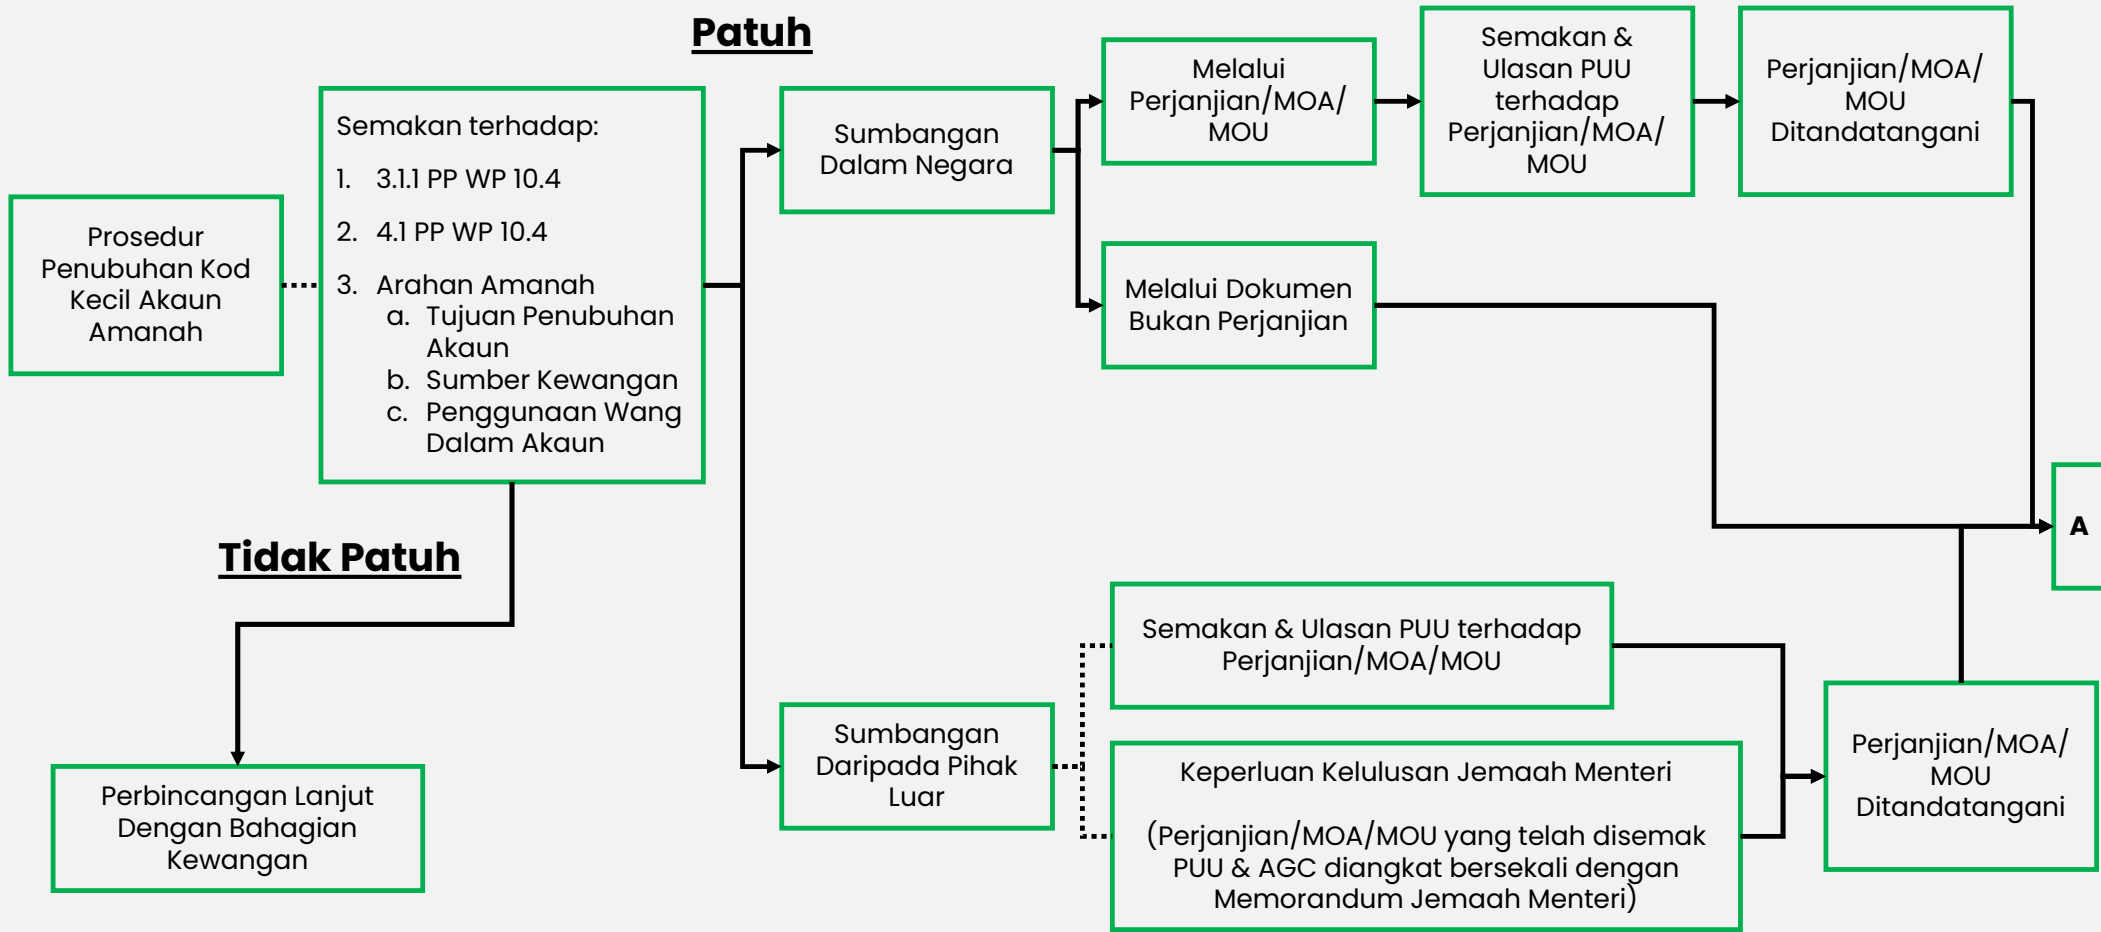 Patuh
Prosedur
Penubuhan Kod
Kecil Akaun
Amanah
Semakan terhadap:
1. 3.1.1 PP WP 10.4
2. 4.1 PP WP 10.4
3. Arahan Amanah
a. Tujuan Penubuhan
Akaun
b. Sumber Kewangan
c. Penggunaan Wang
Dalam Akaun
Sumbangan
Dalam Negara
Melalui
Perjanjian/MOA/
MOU
Semakan &
Ulasan PUU
terhadap
Perjanjian/MOA/
MOU
Perjanjian/MOA/
MOU
Ditandatangani
Melalui Dokumen
Bukan Perjanjian
A
Tidak Patuh
Perbincangan Lanjut
Dengan Bahagian
Kewangan
Sumbangan
Daripada Pihak
Luar
Semakan & Ulasan PUU terhadap
Perjanjian/MOA/MOU
Keperluan Kelulusan Jemaah Menteri
(Perjanjian/MOA/MOU yang telah disemak
PUU & AGC diangkat bersekali dengan
Memorandum Jemaah Menteri)
Perjanjian/MOA/
MOU
Ditandatangani